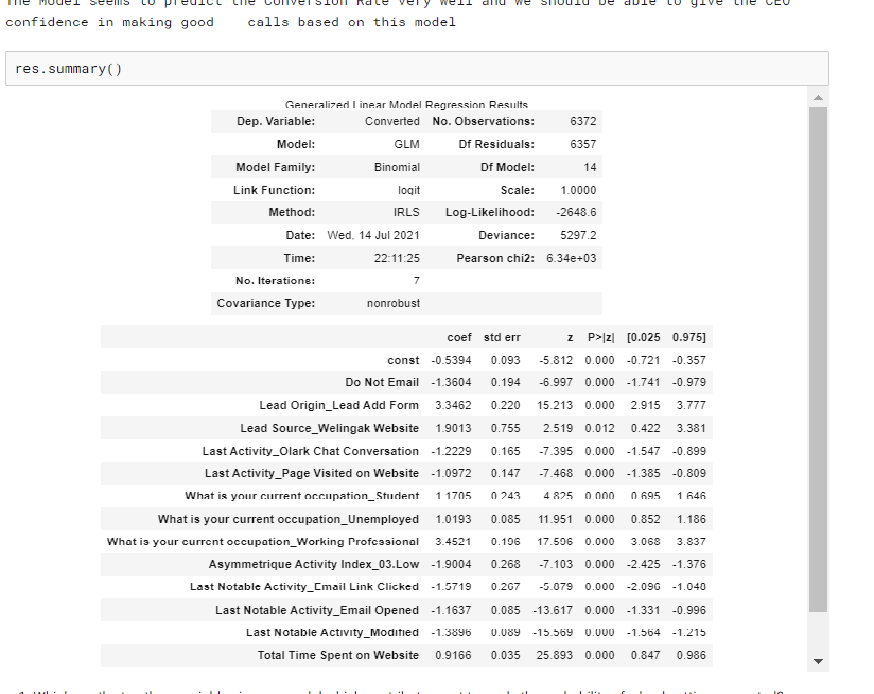 The Model seems to predict the Conversion Rate very well and we should be able to give the CEO
confidence in making good calls based on this model
res.summary()
Generalized Linear Model Regression Results
Dep. Variable: Converted No. Observations: 6372
Model: GLM Df Residuals: 6357
Model Family: Binomial Df Model: 14
Link Function: logit Scale: 1.0000
Method: IRLS Log-Likelihood: -2648.6
Date: Wed, 14 Jul 2021 Deviance: 5297.2
Time: 22:11:25 Pearson chi2: 6.34e+03
No. Iterations: 7
Covariance Type: nonrobust
coef std err z P>|z| [0.025 0.975]
const -0.5394 0.093 -5.812 0.000 -0.721 -0.357
Do Not Email -1.3604 0.194 -6.997 0.000 -1.741 -0.979
Lead Origin_Lead Add Form 3.3462 0.220 15.213 0.000 2.915 3.777
Lead Source_Welingak Website 1.9013 0.755 2.519 0.012 0.422 3.381
Last Activity_Olark Chat Conversation -1.2229 0.165 -7.395 0.000 -1.547 -0.899
Last Activity_Page Visited on Website -1.0972 0.147 -7.468 0.000 -1.385 -0.809
What is your current occupation_Student 1.1705 0.243 4.825 0.000 0.695 1.646
What is your current occupation_Unemployed 1.0193 0.085 11.951 0.000 0.852 1.186
What is your current occupation_Working Professional 3.4521 0.196 17.596 0.000 3.068 3.837
Asymmetrique Activity Index_03.Low -1.9004 0.268 -7.103 0.000 -2.425 -1.376
Last Notable Activity_Email Link Clicked -1.5719 0.267 -5.879 0.000 -2.096 -1.048
Last Notable Activity_Email Opened -1.1637 0.085 -13.617 0.000 -1.331 -0.996
Last Notable Activity_Modified -1.3896 0.089 -15.569 0.000 -1.564 -1.215
Total Time Spent on Website 0.9166 0.035 25.893 0.000 0.847 0.986